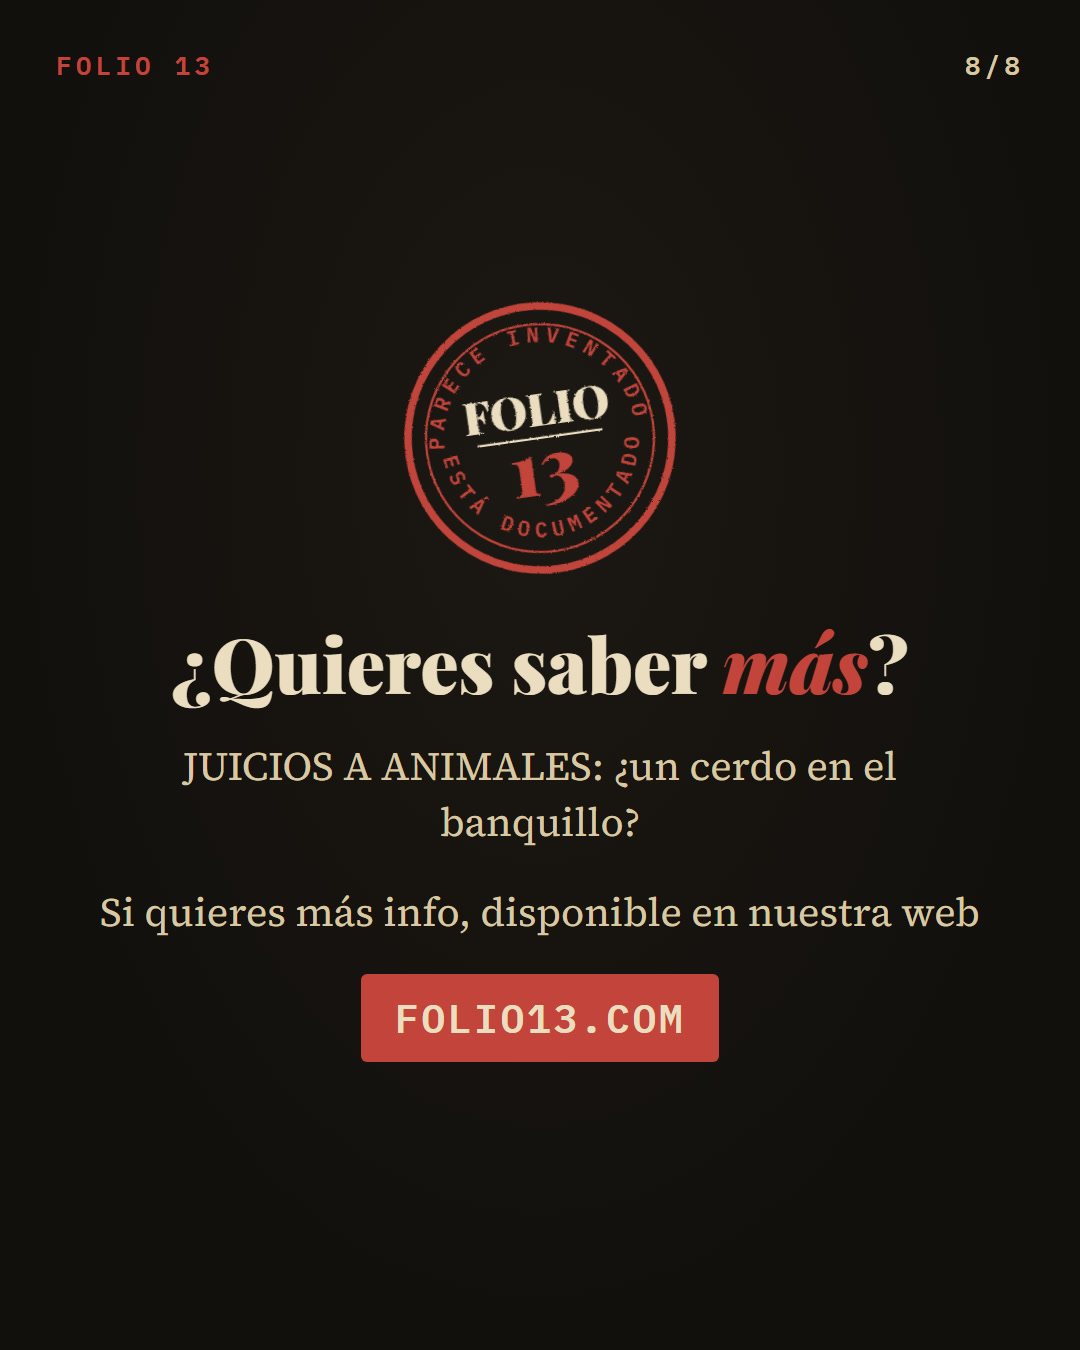 FOLIO 13
8/8
PARECE INVENTADO
FOLIO
13
ESTÁ DOCUMENTADO
¿Quieres saber más?
JUICIOS A ANIMALES: ¿un cerdo en el
banquillo?
Si quieres más info, disponible en nuestra web
FOLIO13.COM